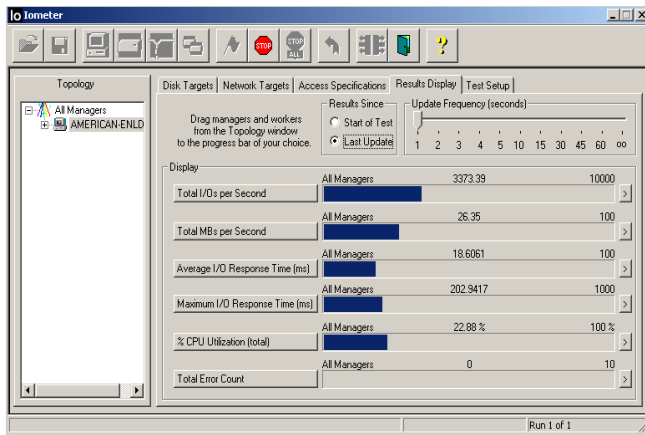 Io Iometer
STOP
STOP
ALL
?
Topology
All Managers
AMERICAN-ENLD
Disk Targets
Network Targets
Access Specifications
Results Display
Test Setup
Drag managers and workers
from the Topology window
to the progress bar of your choice.
Results Since
Start of Test
Last Update
Update Frequency (seconds)
1 2 3 4 5 10 15 30 45 60 oo
Display
All Managers 3373.39 10000
Total I/Os per Second >
All Managers 26.35 100
Total MBs per Second >
All Managers 18.6061 100
Average I/O Response Time (ms) >
All Managers 202.9417 1000
Maximum I/O Response Time (ms) >
All Managers 22.88 % 100 %
% CPU Utilization (total) >
All Managers 0 10
Total Error Count >
Run 1 of 1